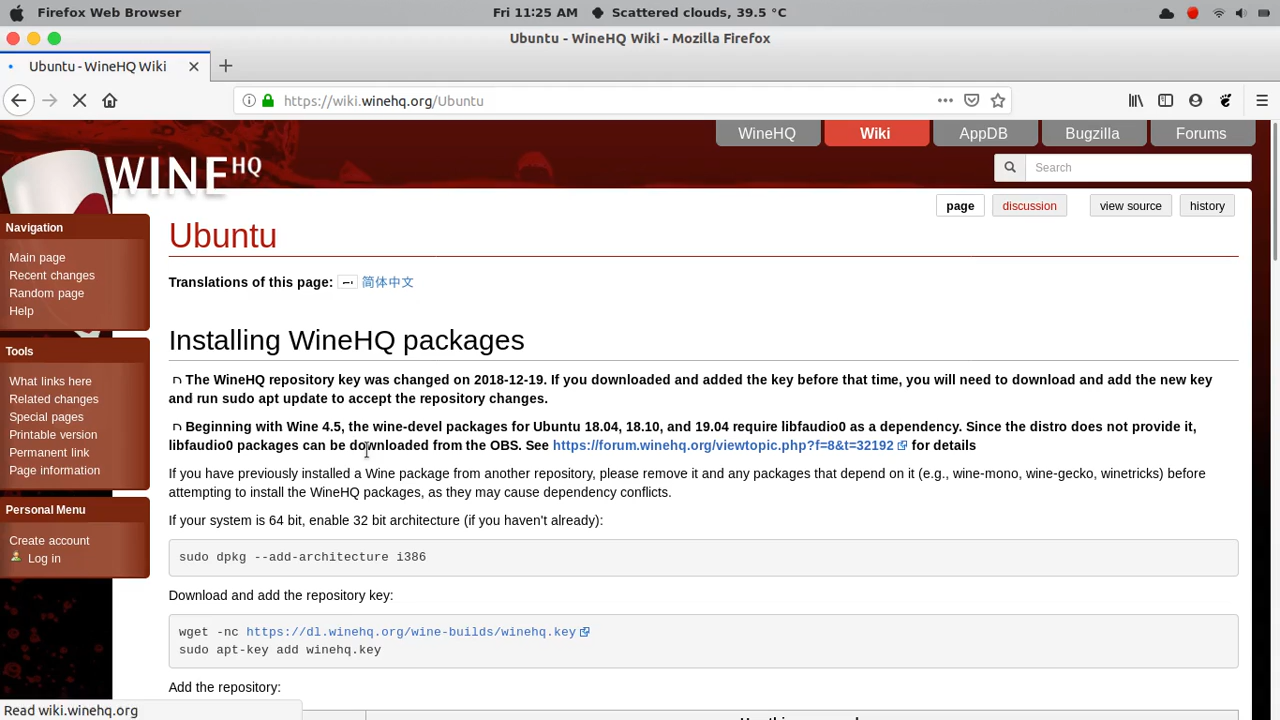 Firefox Web Browser Fri 11:25 AM Scattered clouds, 39.5 °C
Ubuntu - WineHQ Wiki - Mozilla Firefox
Ubuntu - WineHQ Wiki
https://wiki.winehq.org/Ubuntu
WineHQ Wiki AppDB Bugzilla Forums
WINE HQ
Search
page discussion view source history
Navigation
Main page
Recent changes
Random page
Help
Tools
What links here
Related changes
Special pages
Printable version
Permanent link
Page information
Personal Menu
Create account
Log in
Ubuntu
Translations of this page: 简体中文
Installing WineHQ packages
The WineHQ repository key was changed on 2018-12-19. If you downloaded and added the key before that time, you will need to download and add the new key
and run sudo apt update to accept the repository changes.
Beginning with Wine 4.5, the wine-devel packages for Ubuntu 18.04, 18.10, and 19.04 require libfaudio0 as a dependency. Since the distro does not provide it,
libfaudio0 packages can be downloaded from the OBS. See https://forum.winehq.org/viewtopic.php?f=8&t=32192 for details
If you have previously installed a Wine package from another repository, please remove it and any packages that depend on it (e.g., wine-mono, wine-gecko, winetricks) before
attempting to install the WineHQ packages, as they may cause dependency conflicts.
If your system is 64 bit, enable 32 bit architecture (if you haven't already):
sudo dpkg --add-architecture i386
Download and add the repository key:
wget -nc https://dl.winehq.org/wine-builds/winehq.key
sudo apt-key add winehq.key
Add the repository:
Read wiki.winehq.org